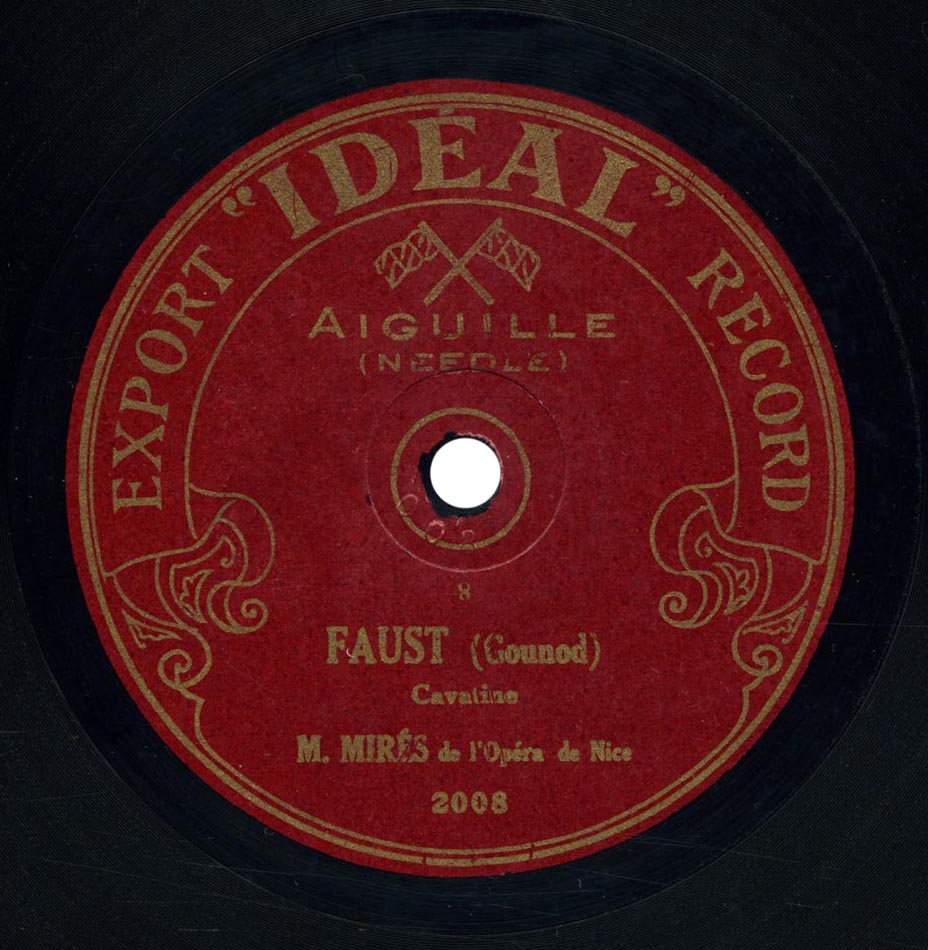 EXPORT "IDÉAL" RECORD
AIGUILLE
(NEEDLE)
8
FAUST (Gounod)
Cavatine
M. MIRÉS de l'Opéra de Nice
2008